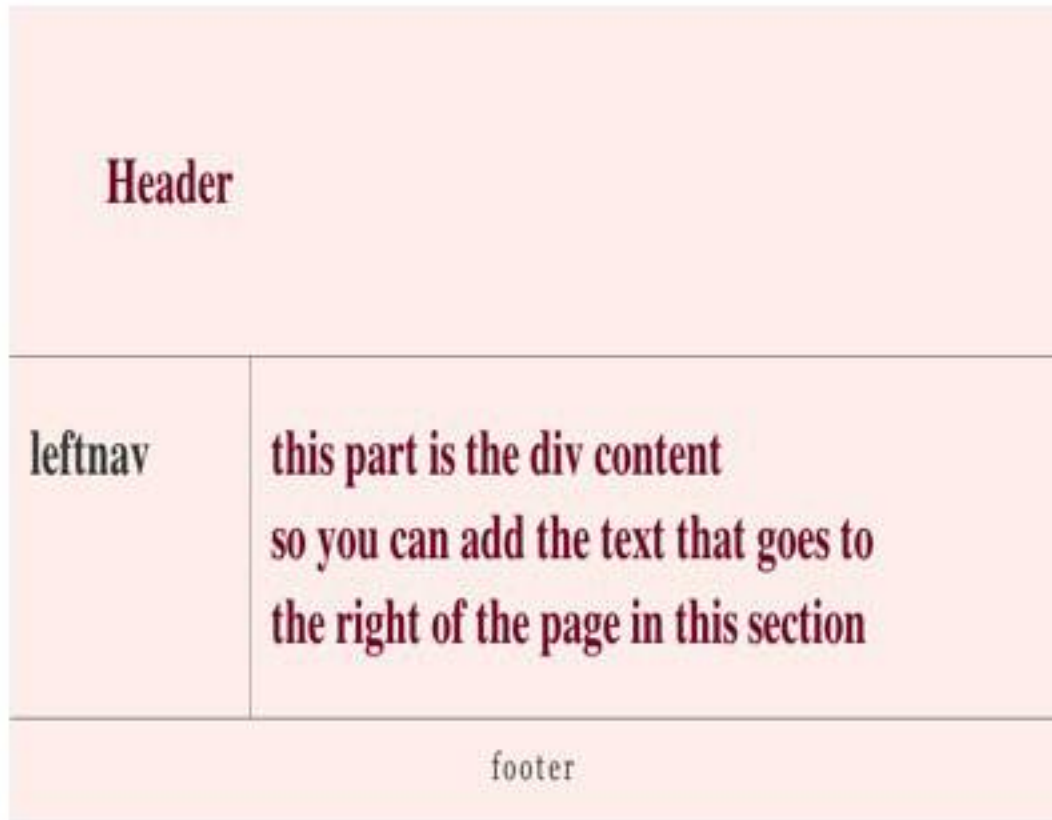 Header
leftnav
this part is the div content
so you can add the text that goes to
the right of the page in this section
footer